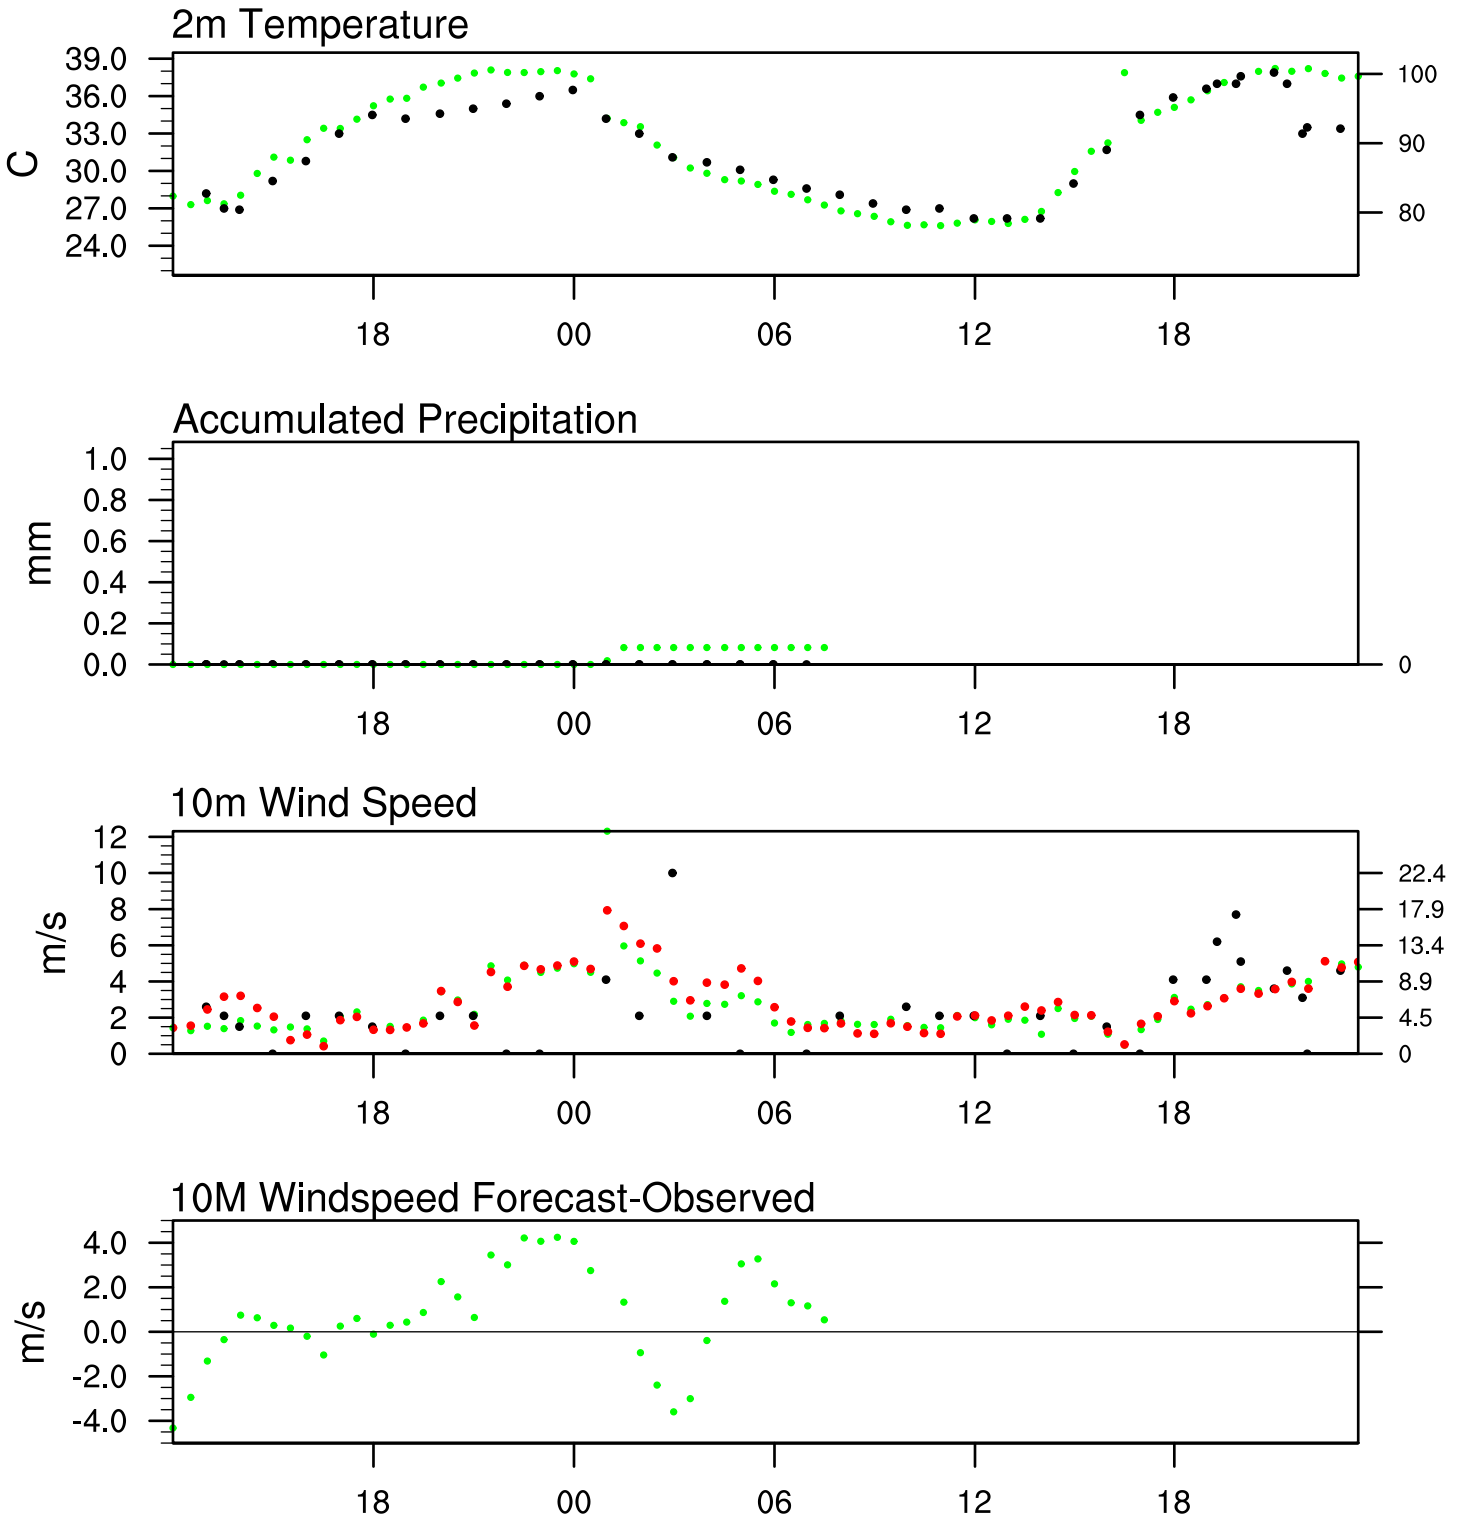 2m Temperature
39.0
36.0
33.0
30.0
27.0
24.0
C
100
90
80
18 00 06 12 18
Accumulated Precipitation
1.0
0.8
0.6
0.4
0.2
0.0
mm
0
18 00 06 12 18
10m Wind Speed
12
10
8
6
4
2
0
m/s
22.4
17.9
13.4
8.9
4.5
0
18 00 06 12 18
10M Windspeed Forecast-Observed
4.0
2.0
0.0
-2.0
-4.0
m/s
18 00 06 12 18